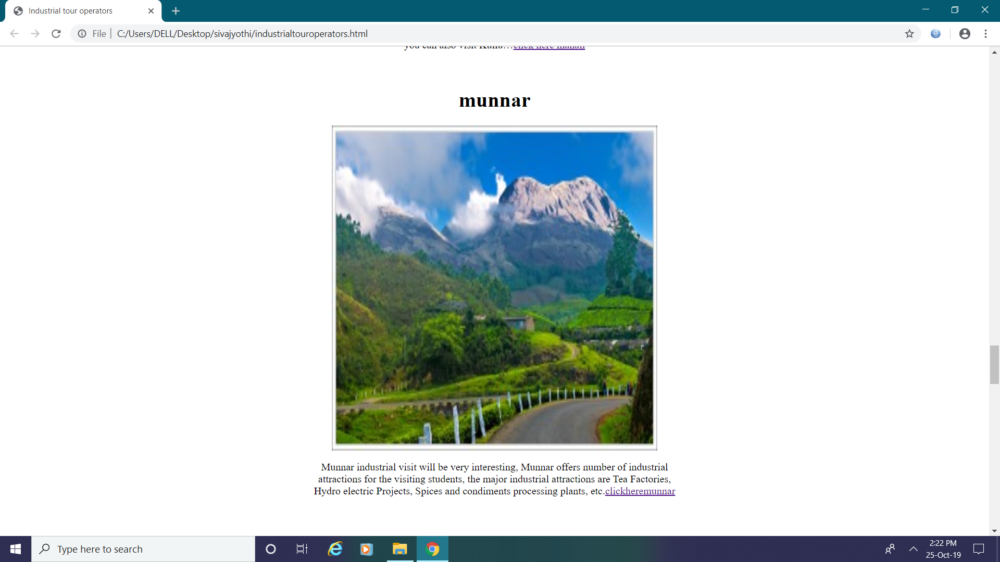 Industrial tour operators
File
C:/Users/DELL/Desktop/sivajyothi/industrialtouroperators.html
you can also visit Kullu…click here manali
munnar
Munnar industrial visit will be very interesting, Munnar offers number of industrial
attractions for the visiting students, the major industrial attractions are Tea Factories,
Hydro electric Projects, Spices and condiments processing plants, etc.clickheremunnar
Type here to search
2:22 PM
25-Oct-19